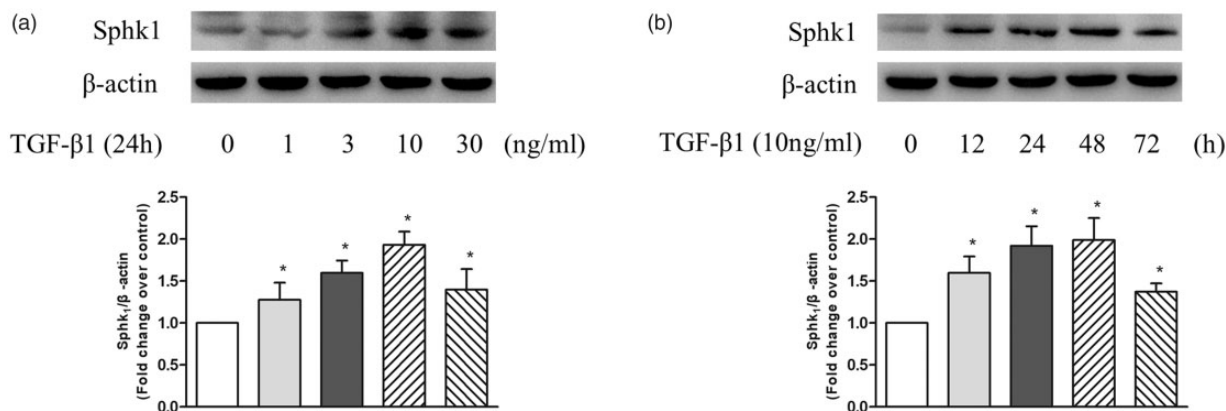 (a)
Sphk1
β-actin
TGF-β1 (24h) 0 1 3 10 30 (ng/ml)
2.5
2.0
1.5
1.0
0.5
0.0
Sphk₁/β -actin
(Fold change over control)
*
*
*
*
(b)
Sphk1
β-actin
TGF-β1 (10ng/ml) 0 12 24 48 72 (h)
2.5
2.0
1.5
1.0
0.5
0.0
Sphk₁/β -actin
(Fold change over control)
*
*
*
*